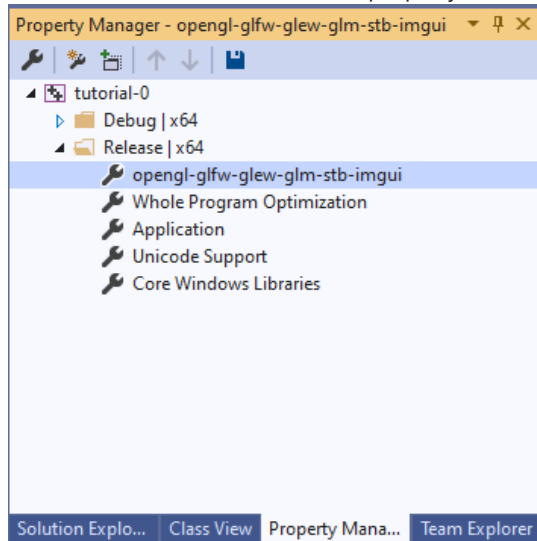 Property Manager - opengl-glfw-glew-glm-stb-imgui
tutorial-0
Debug | x64
Release | x64
opengl-glfw-glew-glm-stb-imgui
Whole Program Optimization
Application
Unicode Support
Core Windows Libraries
Solution Explo... Class View Property Mana... Team Explorer